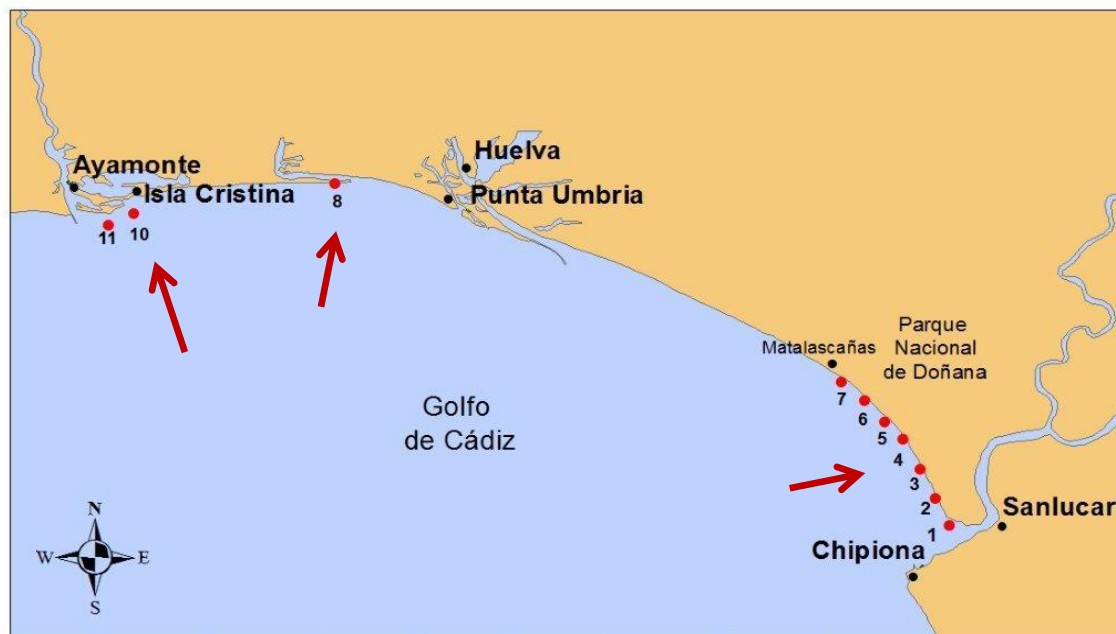 Ayamonte
Isla Cristina
Huelva
Punta Umbria
8
10
11
Matalascañas
Parque
Nacional
de Doñana
7
6
5
4
3
2
1
Golfo
de Cádiz
Sanlucar
Chipiona
N
W
E
S